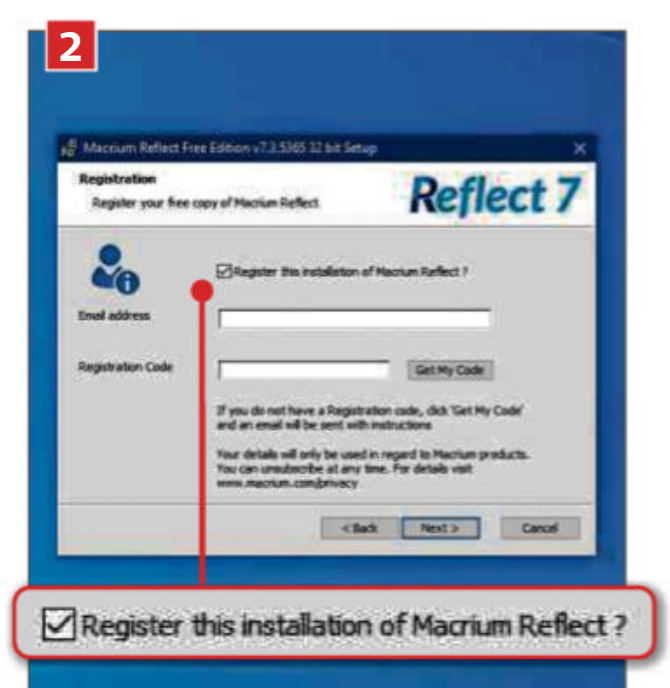 2
Macrium Reflect Free Edition v7.3.5365 32 bit Setup
Registration
Register your free copy of Macrium Reflect
Reflect 7
Register this installation of Macrium Reflect ?
Email address
Registration Code
Get My Code
If you do not have a Registration code, click 'Get My Code'
and an email will be sent with instructions
Your details will only be used in regard to Macrium products.
You can unsubscribe at any time. For details visit
www.macrium.com/privacy
< Back
Next >
Cancel
Register this installation of Macrium Reflect ?